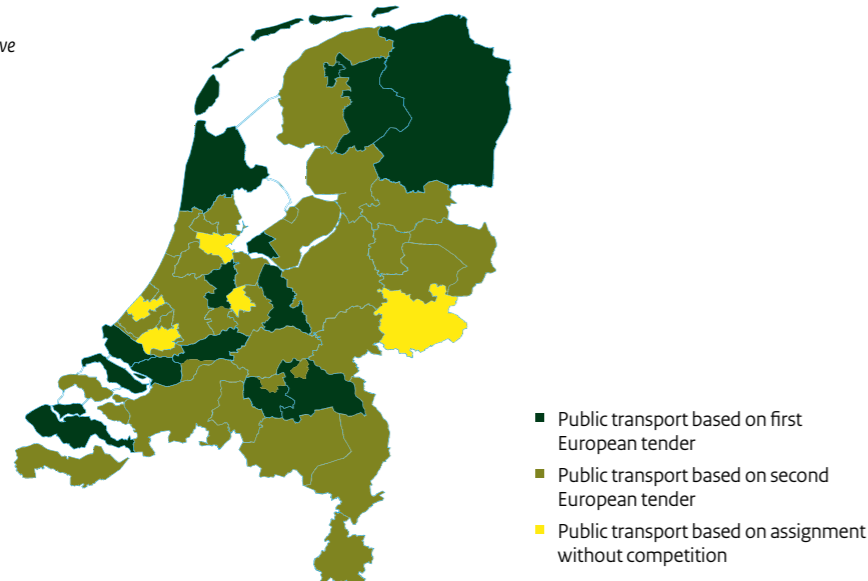 ve
Public transport based on first
European tender
Public transport based on second
European tender
Public transport based on assignment
without competition